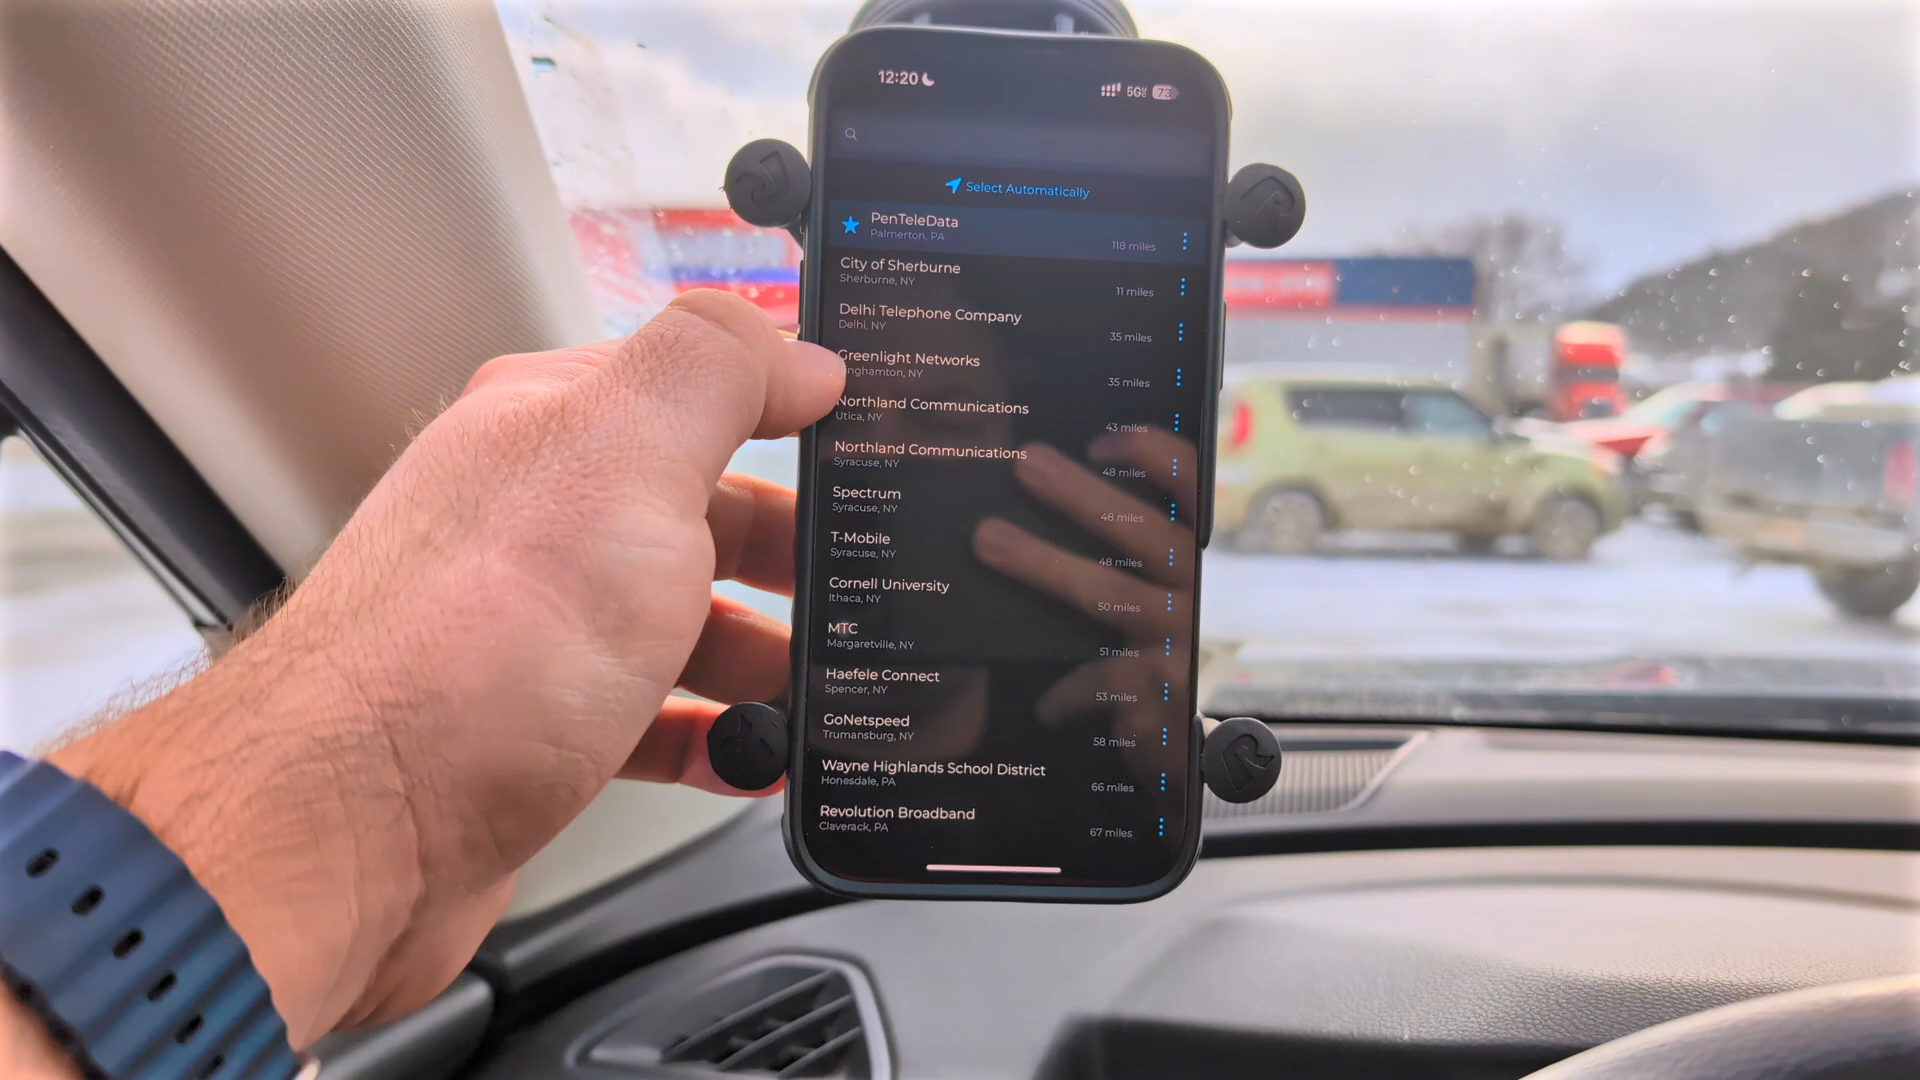 12:20
5G
73
Select Automatically
PenTeleData
Palmerton, PA
118 miles
City of Sherburne
Sherburne, NY
11 miles
Delhi Telephone Company
Delhi, NY
35 miles
Greenlight Networks
inghamton, NY
35 miles
Northland Communications
Utica, NY
43 miles
Northland Communications
Syracuse, NY
48 miles
Spectrum
Syracuse, NY
48 miles
T-Mobile
Syracuse, NY
48 miles
Cornell University
Ithaca, NY
50 miles
MTC
Margaretville, NY
51 miles
Haefele Connect
Spencer, NY
53 miles
GoNetspeed
Trumansburg, NY
58 miles
Wayne Highlands School District
Honesdale, PA
66 miles
Revolution Broadband
Claverack, PA
67 miles
R